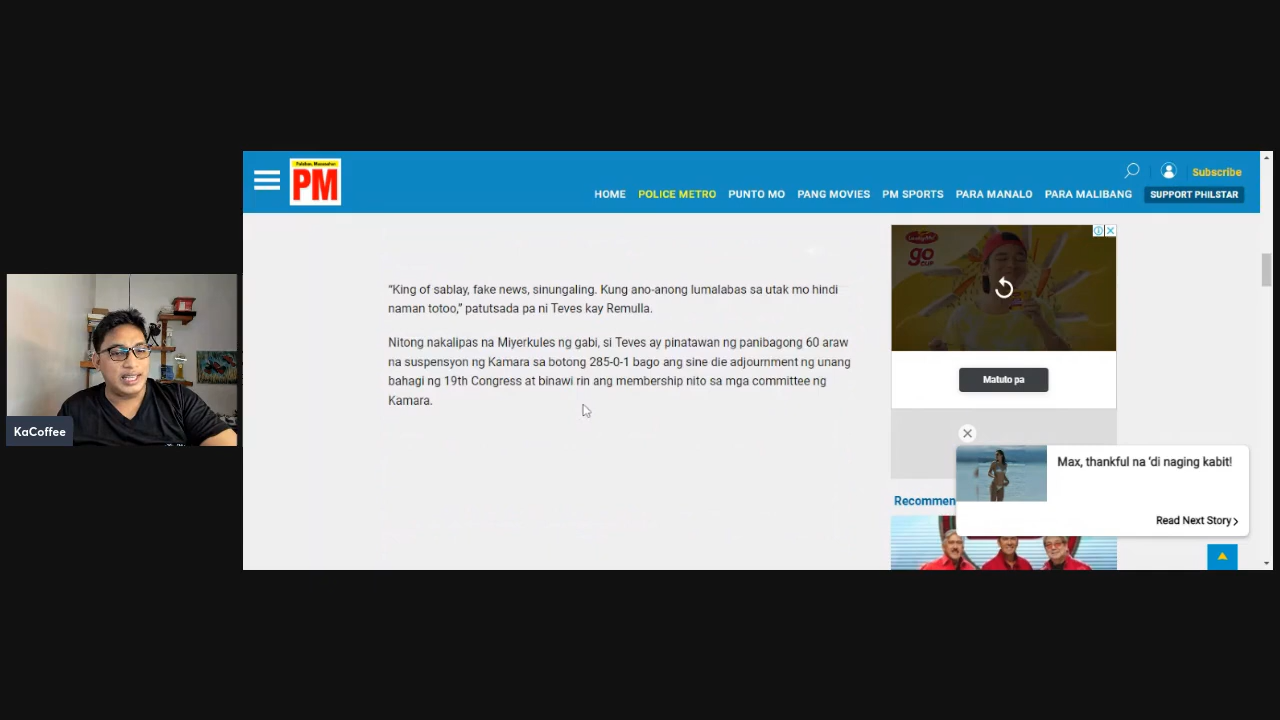 PM
Subscribe
HOME POLICE METRO PUNTO MO PANG MOVIES PM SPORTS PARA MANALO PARA MALIBANG SUPPORT PHILSTAR
go
CUP
“King of sablay, fake news, sinungaling. Kung ano-anong lumalabas sa utak mo hindi
naman totoo,” patutsada pa ni Teves kay Remulla.
Nitong nakalipas na Miyerkules ng gabi, si Teves ay pinatawan ng panibagong 60 araw
na suspensyon ng Kamara sa botong 285-0-1 bago ang sine die adjournment ng unang
bahagi ng 19th Congress at binawi rin ang membership nito sa mga committee ng
Kamara.
Matuto pa
KaCoffee
Max, thankful na ‘di naging kabit!
Read Next Story
Recommen